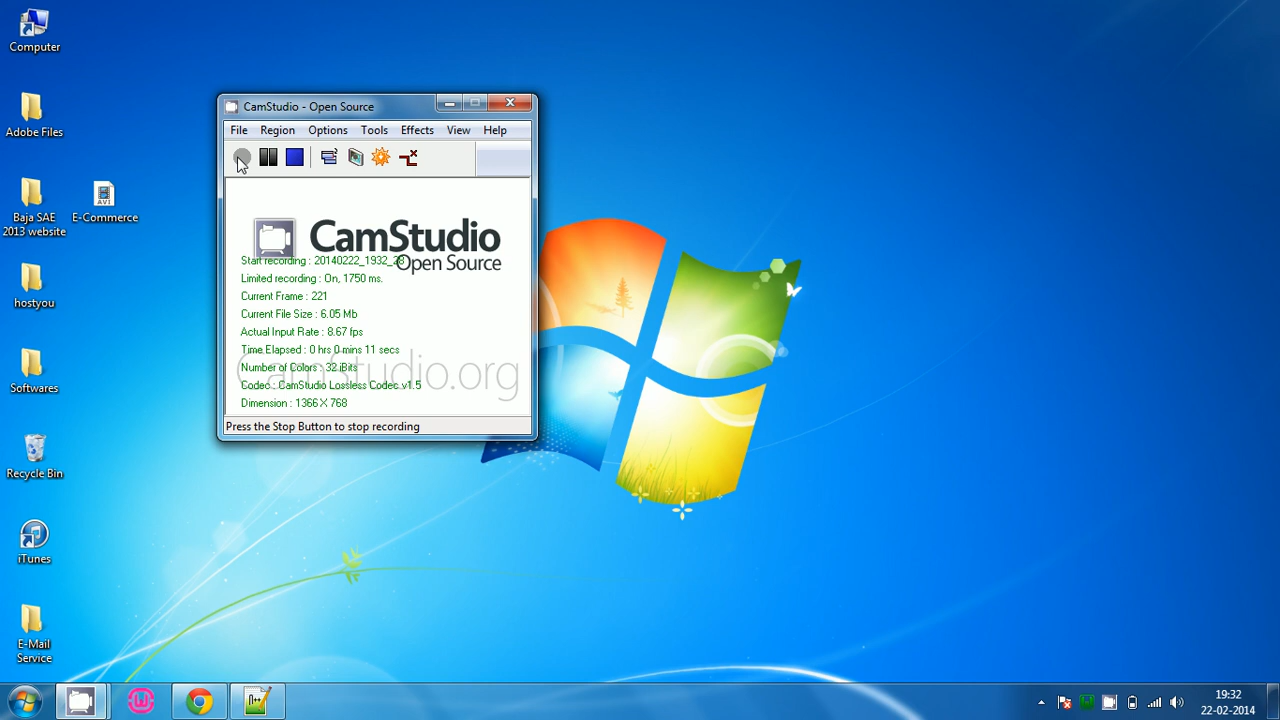 Computer
Adobe Files
Baja SAE
2013 website
E-Commerce
AVI
hostyou
Softwares
Recycle Bin
iTunes
E-Mail
Service
CamStudio - Open Source
File Region Options Tools Effects View Help
CamStudio
Open Source
Start recording : 20140222_1932_28
Limited recording : On, 1750 ms.
Current Frame : 221
Current File Size : 6.05 Mb
Actual Input Rate : 8.67 fps
Time Elapsed : 0 hrs 0 mins 11 secs
CamStudio.org
Number of Colors : 32 iBits
Codec : CamStudio Lossless Codec v1.5
Dimension : 1366 X 768
Press the Stop Button to stop recording
19:32
22-02-2014